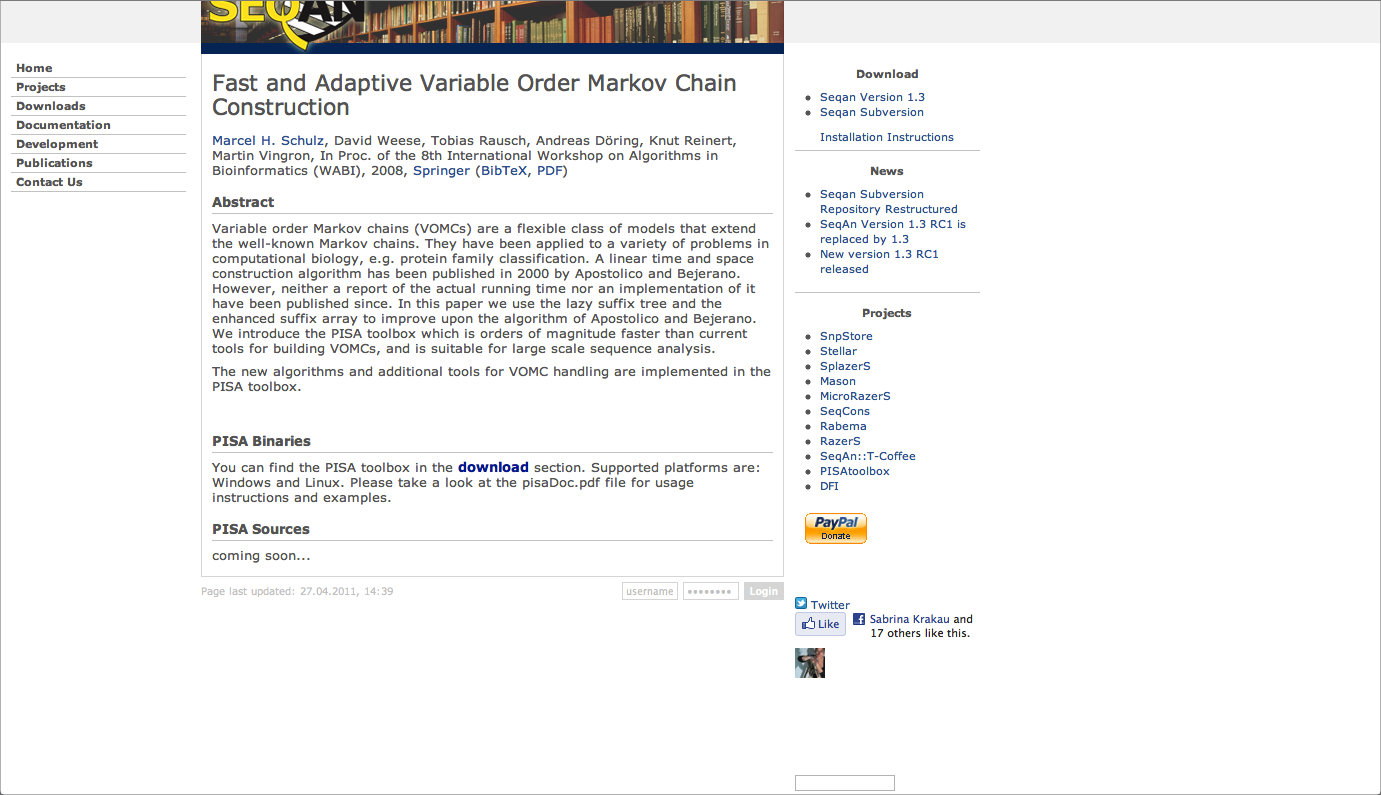 SEQAN
Home
Projects
Downloads
Documentation
Development
Publications
Contact Us
Fast and Adaptive Variable Order Markov Chain
Construction
Marcel H. Schulz, David Weese, Tobias Rausch, Andreas Döring, Knut Reinert,
Martin Vingron, In Proc. of the 8th International Workshop on Algorithms in
Bioinformatics (WABI), 2008, Springer (BibTeX, PDF)
Abstract
Variable order Markov chains (VOMCs) are a flexible class of models that extend
the well-known Markov chains. They have been applied to a variety of problems in
computational biology, e.g. protein family classification. A linear time and space
construction algorithm has been published in 2000 by Apostolico and Bejerano.
However, neither a report of the actual running time nor an implementation of it
have been published since. In this paper we use the lazy suffix tree and the
enhanced suffix array to improve upon the algorithm of Apostolico and Bejerano.
We introduce the PISA toolbox which is orders of magnitude faster than current
tools for building VOMCs, and is suitable for large scale sequence analysis.
The new algorithms and additional tools for VOMC handling are implemented in the
PISA toolbox.
PISA Binaries
You can find the PISA toolbox in the download section. Supported platforms are:
Windows and Linux. Please take a look at the pisaDoc.pdf file for usage
instructions and examples.
PISA Sources
coming soon...
Page last updated: 27.04.2011, 14:39
username
••••••••
Login
Download
Seqan Version 1.3
Seqan Subversion
Installation Instructions
News
Seqan Subversion
Repository Restructured
SeqAn Version 1.3 RC1 is
replaced by 1.3
New version 1.3 RC1
released
Projects
SnpStore
Stellar
SplazerS
Mason
MicroRazerS
SeqCons
Rabema
RazerS
SeqAn::T-Coffee
PISAtoolbox
DFI
PayPal
Donate
Twitter
Like
Sabrina Krakau and
17 others like this.